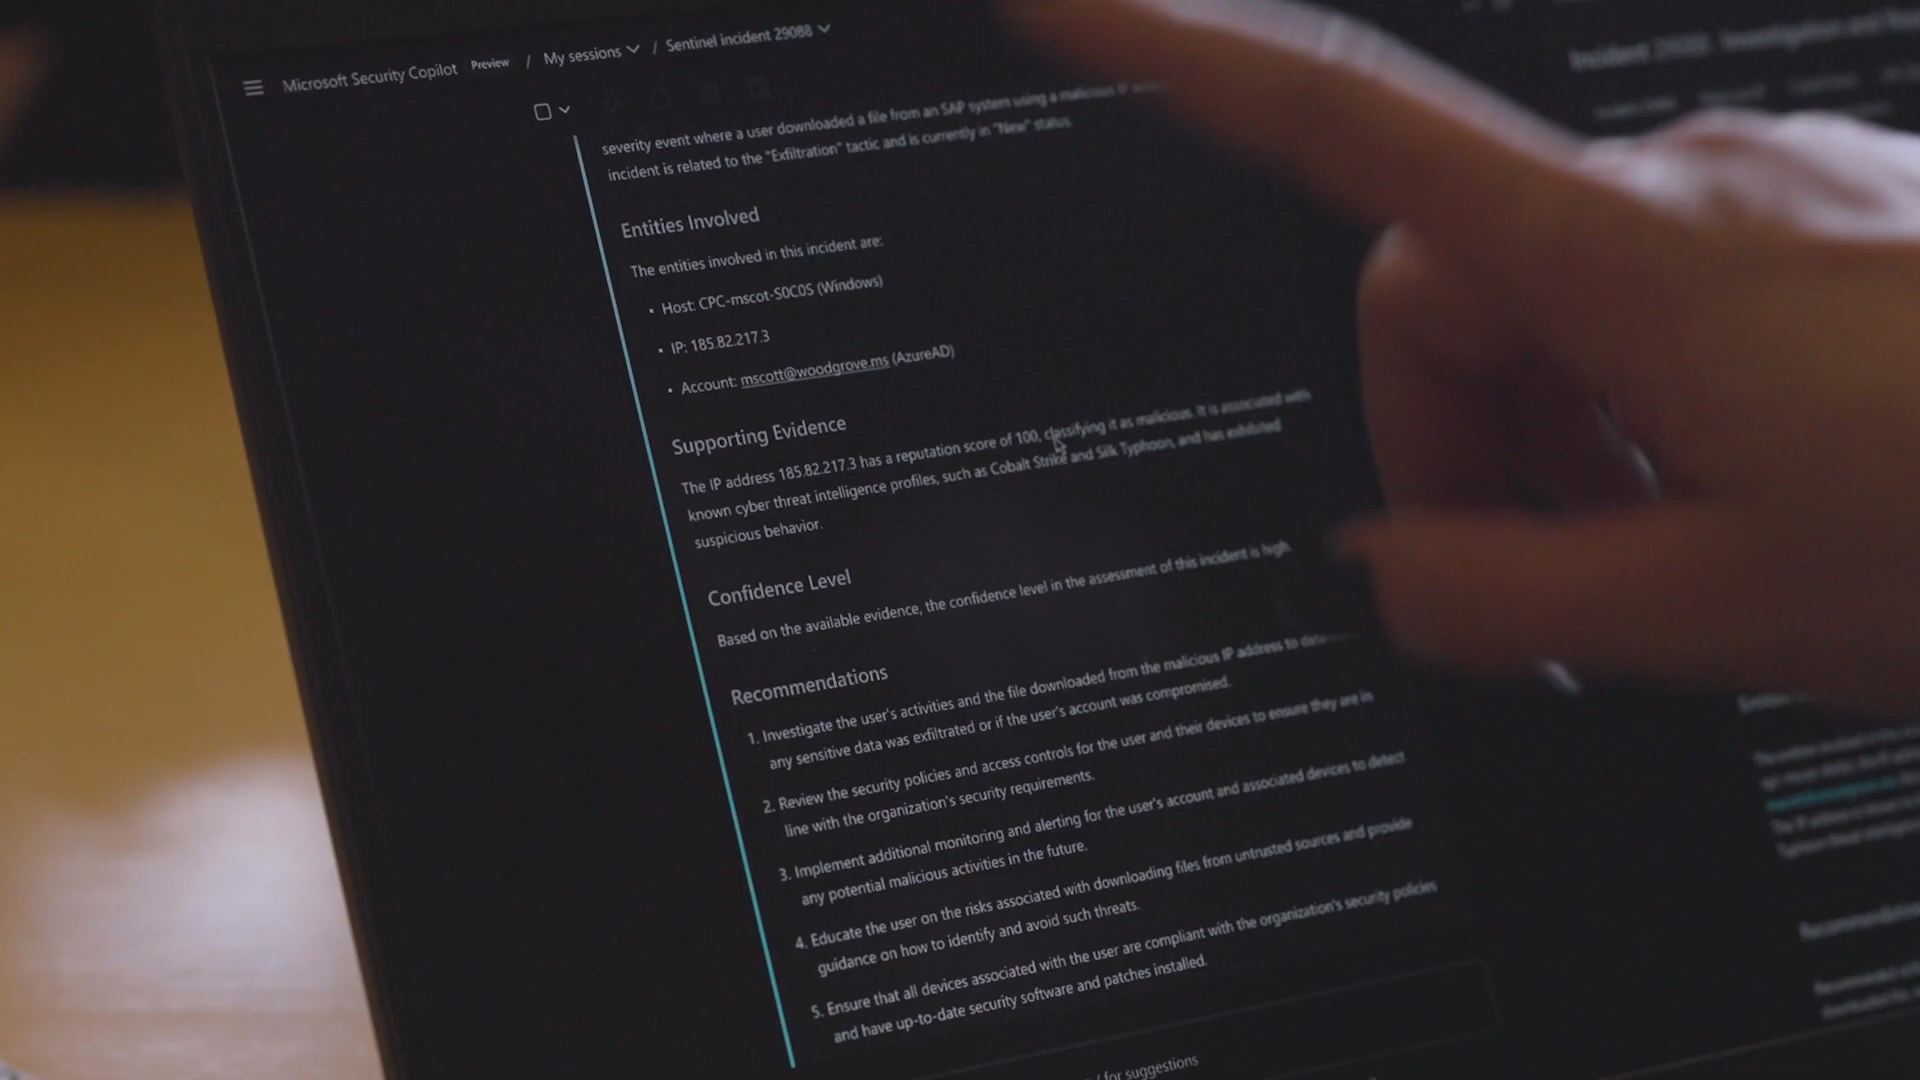 Microsoft Security Copilot Preview / My sessions / Sentinel incident 29088
severity event where a user downloaded a file from an SAP system using a malicious IP
incident is related to the "Exfiltration" tactic and is currently in "New" status.
Entities Involved
The entities involved in this incident are:
• Host: CPC-mscot-S0C0S (Windows)
• IP: 185.82.217.3
• Account: mscott@woodgrove.ms (AzureAD)
Supporting Evidence
The IP address 185.82.217.3 has a reputation score of 100, classifying it as malicious. It is associated with
known cyber threat intelligence profiles, such as Cobalt Strike and Silk Typhoon, and has exhibited
suspicious behavior.
Confidence Level
Based on the available evidence, the confidence level in the assessment of this incident is high.
Recommendations
1. Investigate the user's activities and the file downloaded from the malicious IP address to
any sensitive data was exfiltrated or if the user's account was compromised.
2. Review the security policies and access controls for the user and their devices to ensure they are in
line with the organization's security requirements.
3. Implement additional monitoring and alerting for the user's account and associated devices to detect
any potential malicious activities in the future.
4. Educate the user on the risks associated with downloading files from untrusted sources and provide
guidance on how to identify and avoid such threats.
5. Ensure that all devices associated with the user are compliant with the organization's security policies
and have up-to-date security software and patches installed.
/ for suggestions
Incident 29088 Investigation and
Recommendations